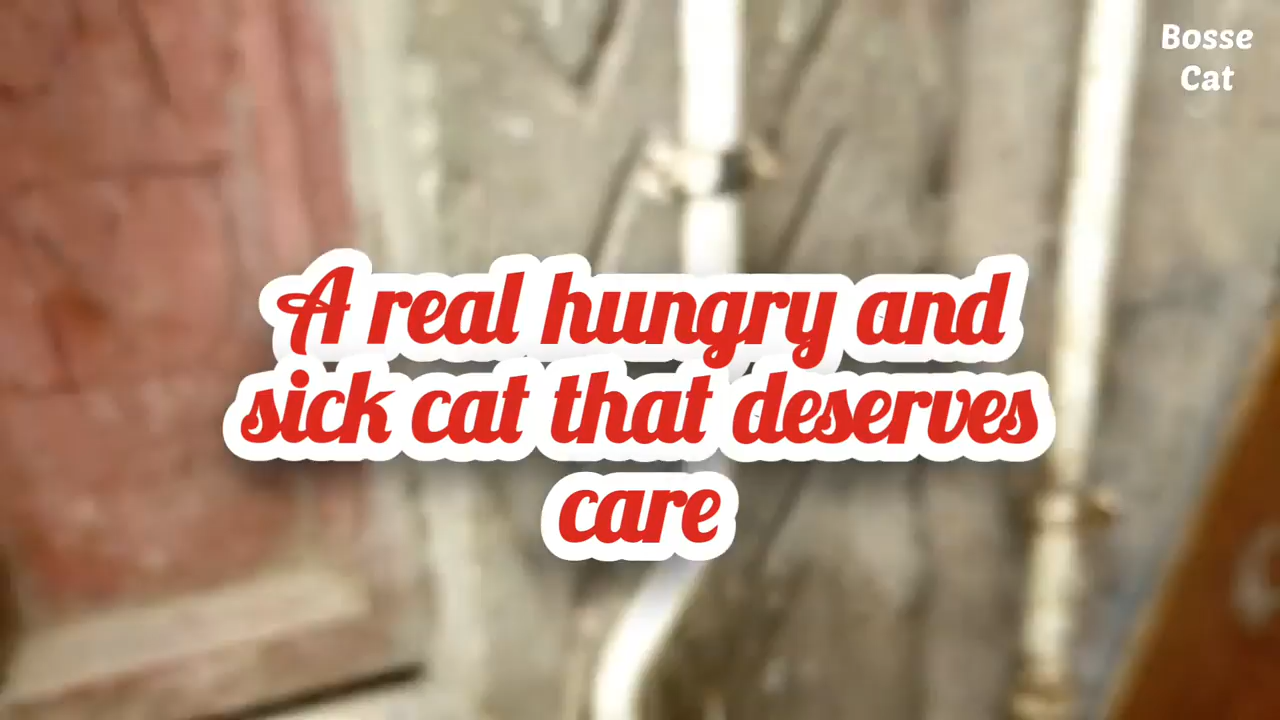 Bosse
Cat
A real hungry and
sick cat that deserves
care